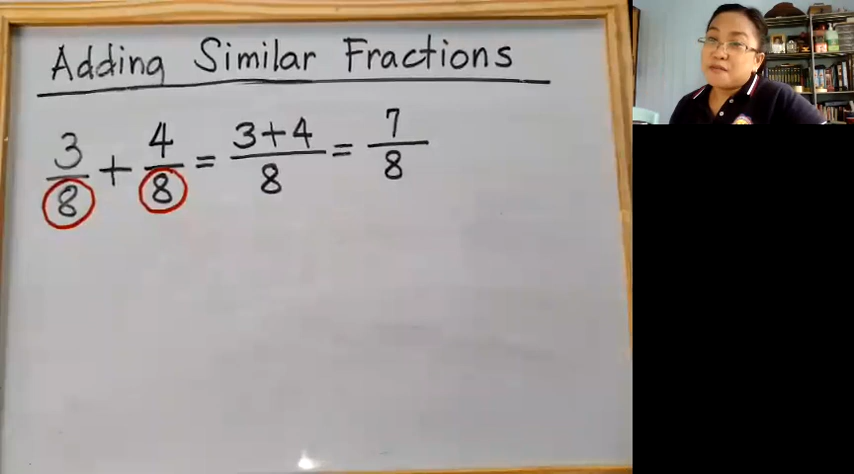 Adding Similar Fractions
3/8 + 4/8 = 3+4/8 = 7/8